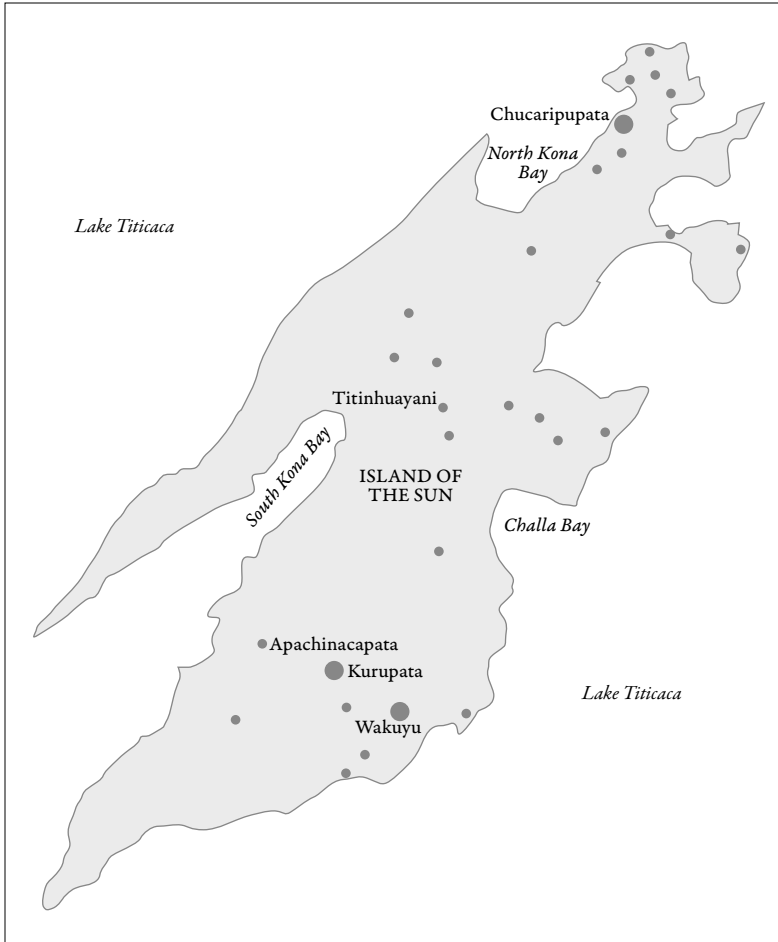 Chucaripupata
North Kona
Bay
Lake Titicaca
Titinhuayani
South Kona Bay
ISLAND OF
THE SUN
Challa Bay
Apachinacapata
Kurupata
Lake Titicaca
Wakuyu